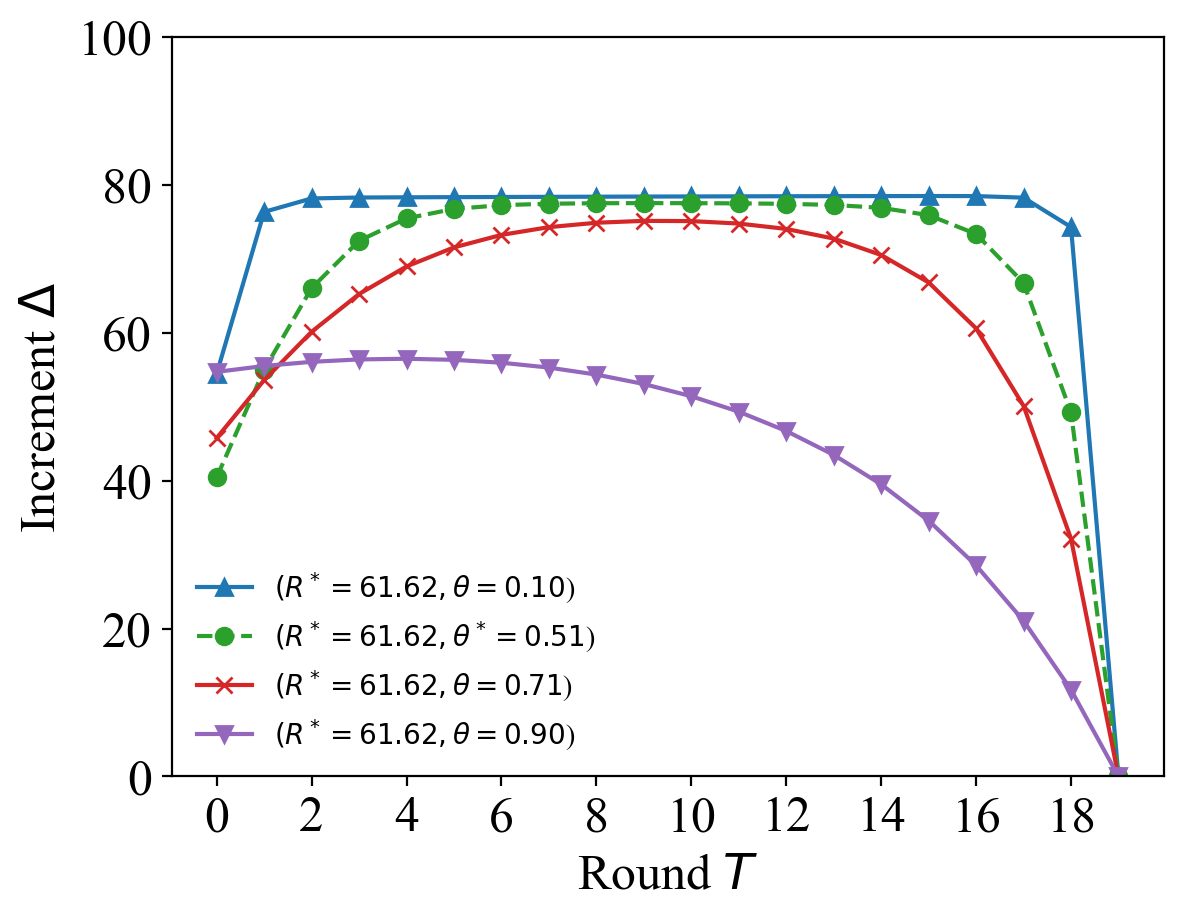 100
80
60
40
20
0
Increment Δ
(R* = 61.62, θ = 0.10)
(R* = 61.62, θ* = 0.51)
(R* = 61.62, θ = 0.71)
(R* = 61.62, θ = 0.90)
0 2 4 6 8 10 12 14 16 18
Round T